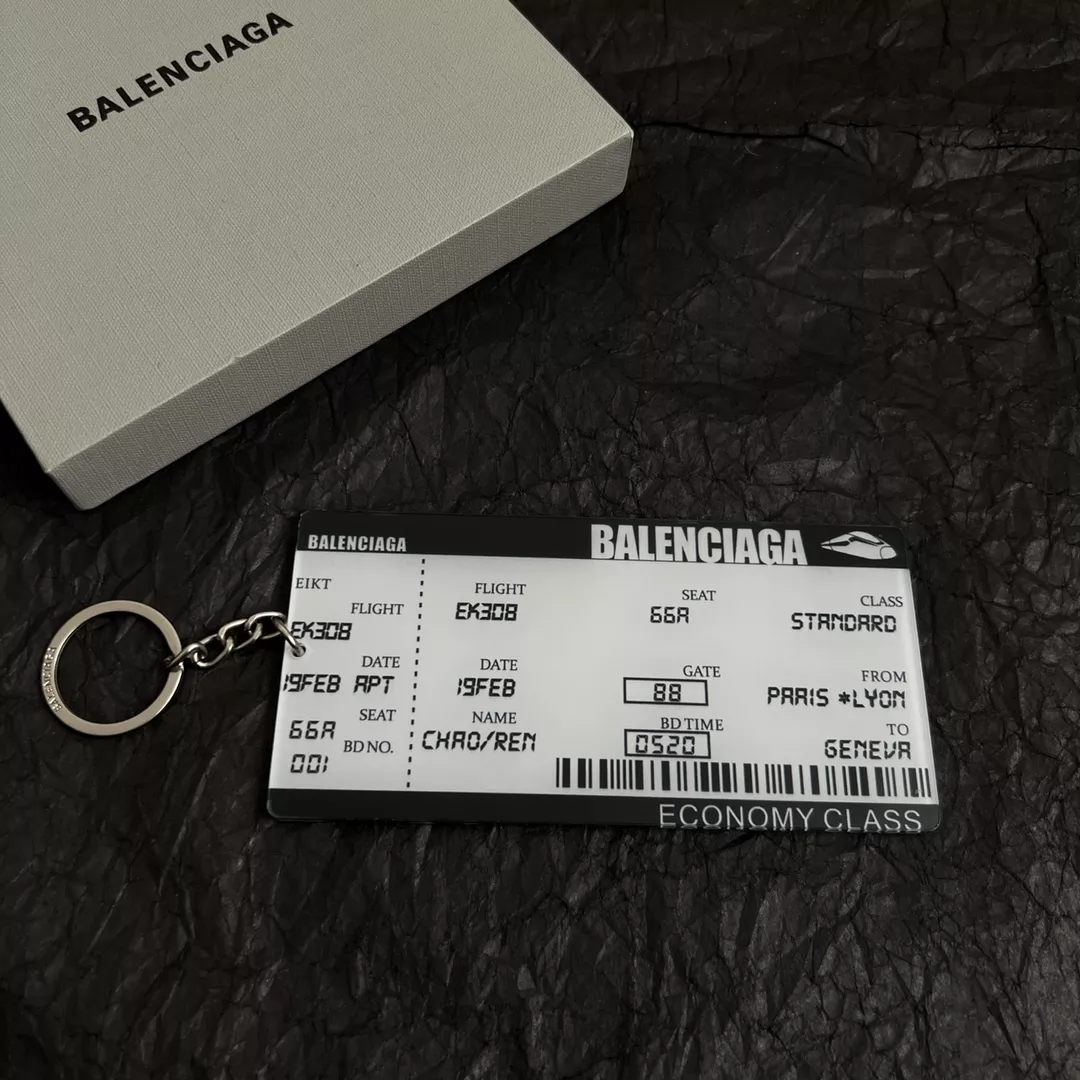 BALENCIAGA
BALENCIAGA
BALENCIAGA
EIKT
FLIGHT
EK308
DATE
19FEB APT
SEAT
66A
BD NO.
001
FLIGHT
EK308
SEAT
66A
CLASS
STANDARD
DATE
19FEB
GATE
88
FROM
PARIS *LYON
NAME
CHAO/REN
BD TIME
0520
TO
GENEVA
ECONOMY CLASS
BALENCIAGA